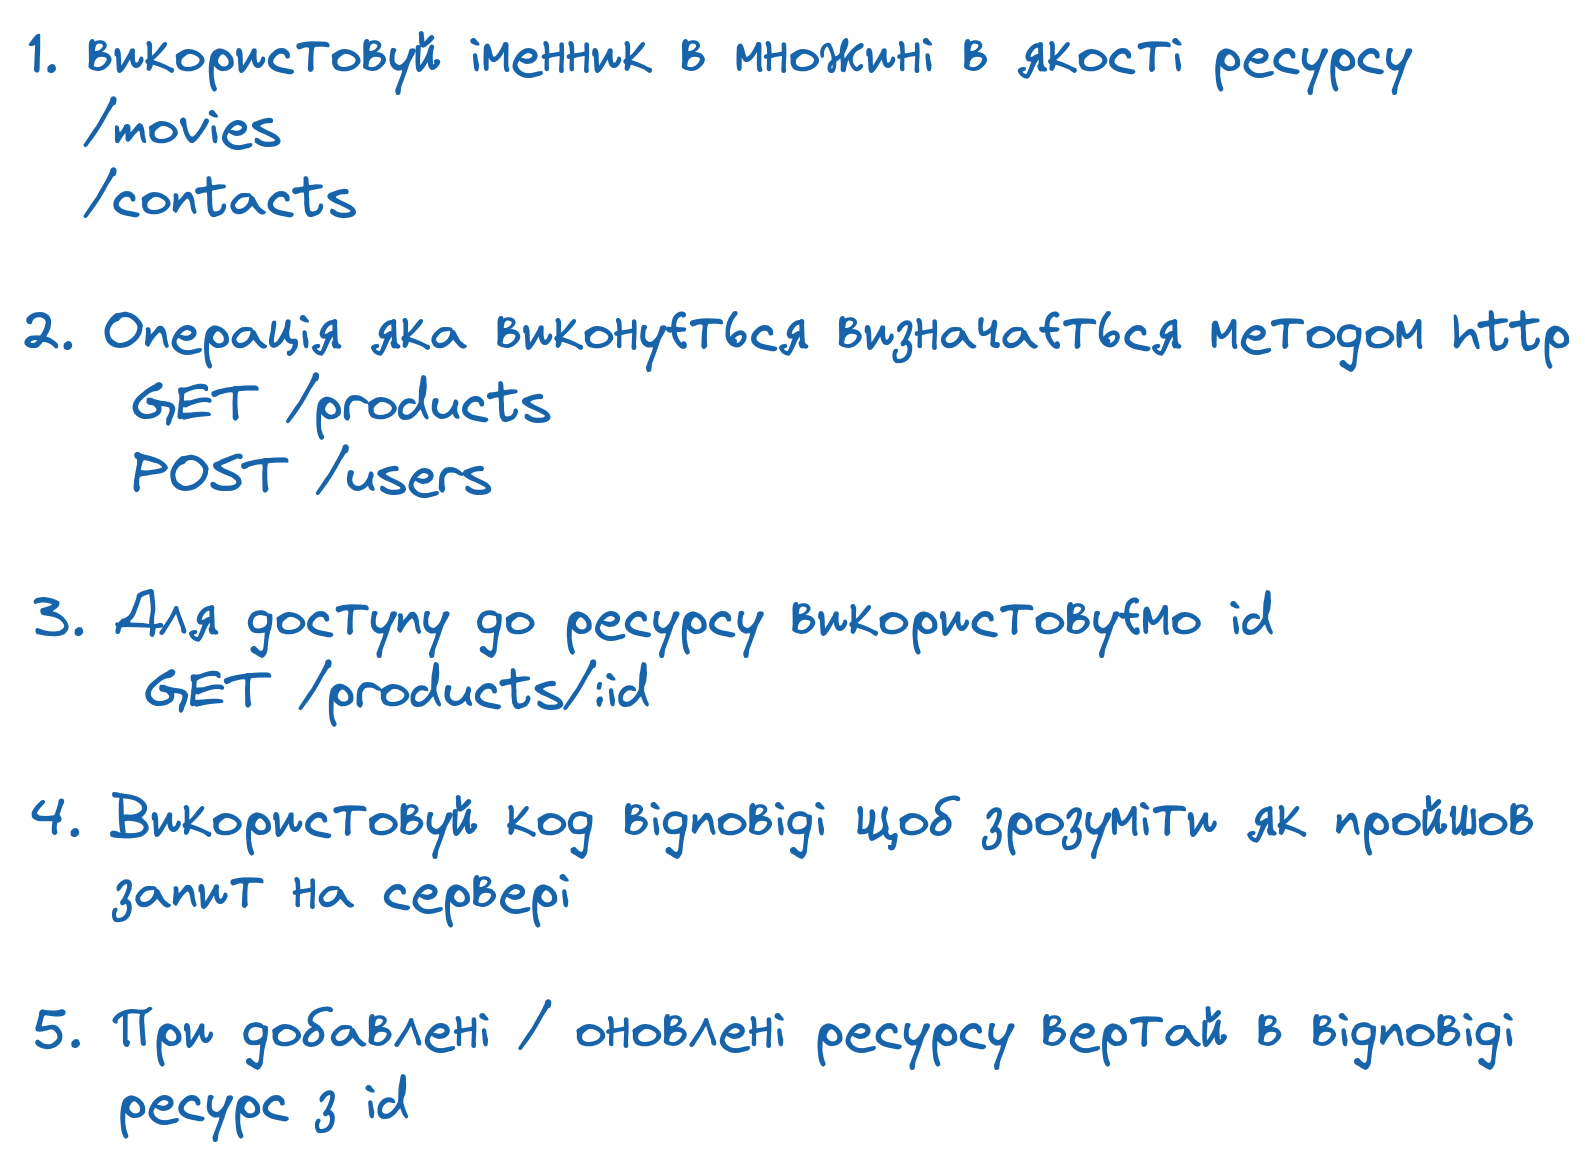 1. використовуй іменник в множині в якості ресурсу
/movies
/contacts
2. Операція яка виконується визначається методом http
GET /products
POST /users
3. Для доступу до ресурсу використовуємо id
GET /products/:id
4. Використовуй код відповіді щоб зрозуміти як пройшов
запит на сервері
5. При добавлені / оновлені ресурсу вертай в відповіді
ресурс з id